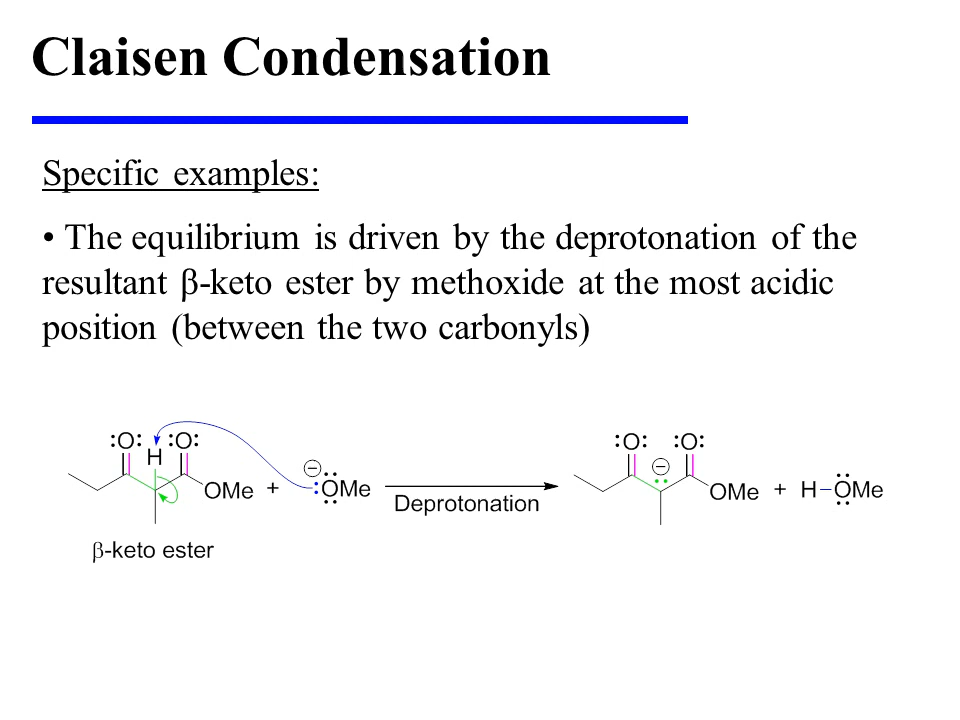 Claisen Condensation
Specific examples:
• The equilibrium is driven by the deprotonation of the
resultant β-keto ester by methoxide at the most acidic
position (between the two carbonyls)
O H O OMe + − OMe Deprotonation O − O OMe + H OMe
β-keto ester